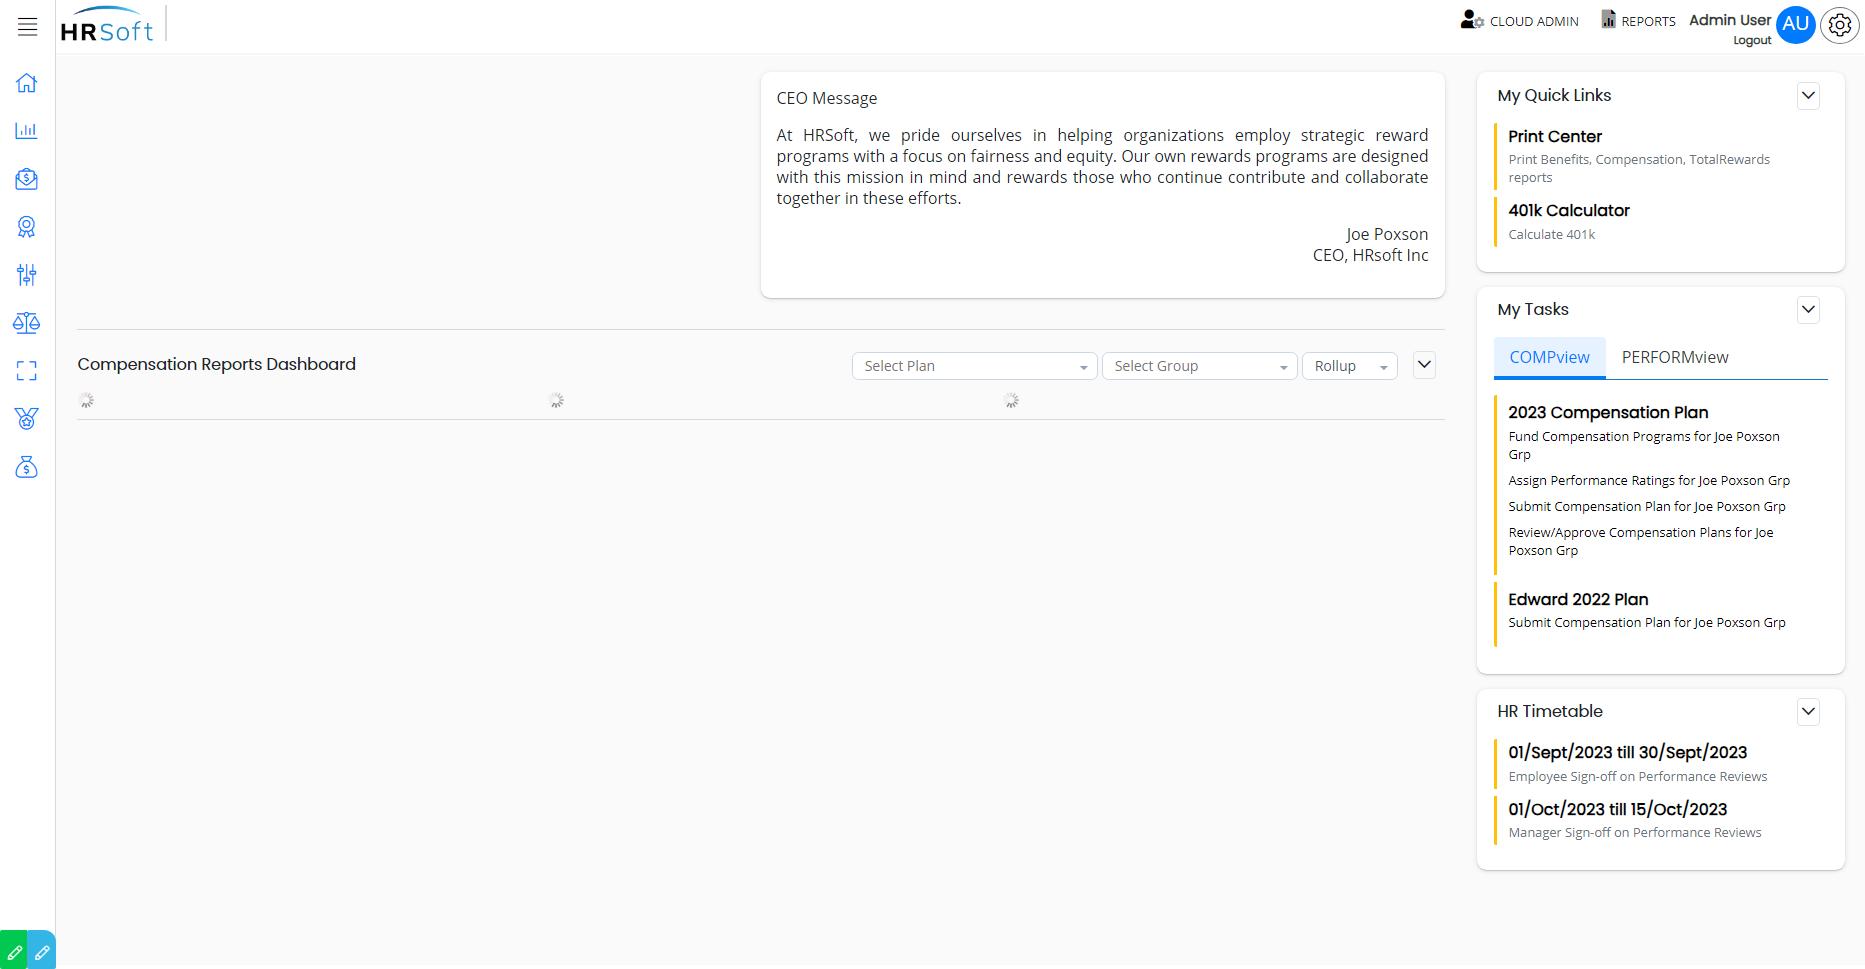 HRSoft
CLOUD ADMIN
REPORTS
Admin User
Logout
AU
CEO Message
At HRSoft, we pride ourselves in helping organizations employ strategic reward
programs with a focus on fairness and equity. Our own rewards programs are designed
with this mission in mind and rewards those who continue contribute and collaborate
together in these efforts.
Joe Poxson
CEO, HRsoft Inc
Compensation Reports Dashboard
Select Plan
Select Group
Rollup
My Quick Links
Print Center
Print Benefits, Compensation, TotalRewards
reports
401k Calculator
Calculate 401k
My Tasks
COMPview
PERFORMview
2023 Compensation Plan
Fund Compensation Programs for Joe Poxson
Grp
Assign Performance Ratings for Joe Poxson Grp
Submit Compensation Plan for Joe Poxson Grp
Review/Approve Compensation Plans for Joe
Poxson Grp
Edward 2022 Plan
Submit Compensation Plan for Joe Poxson Grp
HR Timetable
01/Sept/2023 till 30/Sept/2023
Employee Sign-off on Performance Reviews
01/Oct/2023 till 15/Oct/2023
Manager Sign-off on Performance Reviews